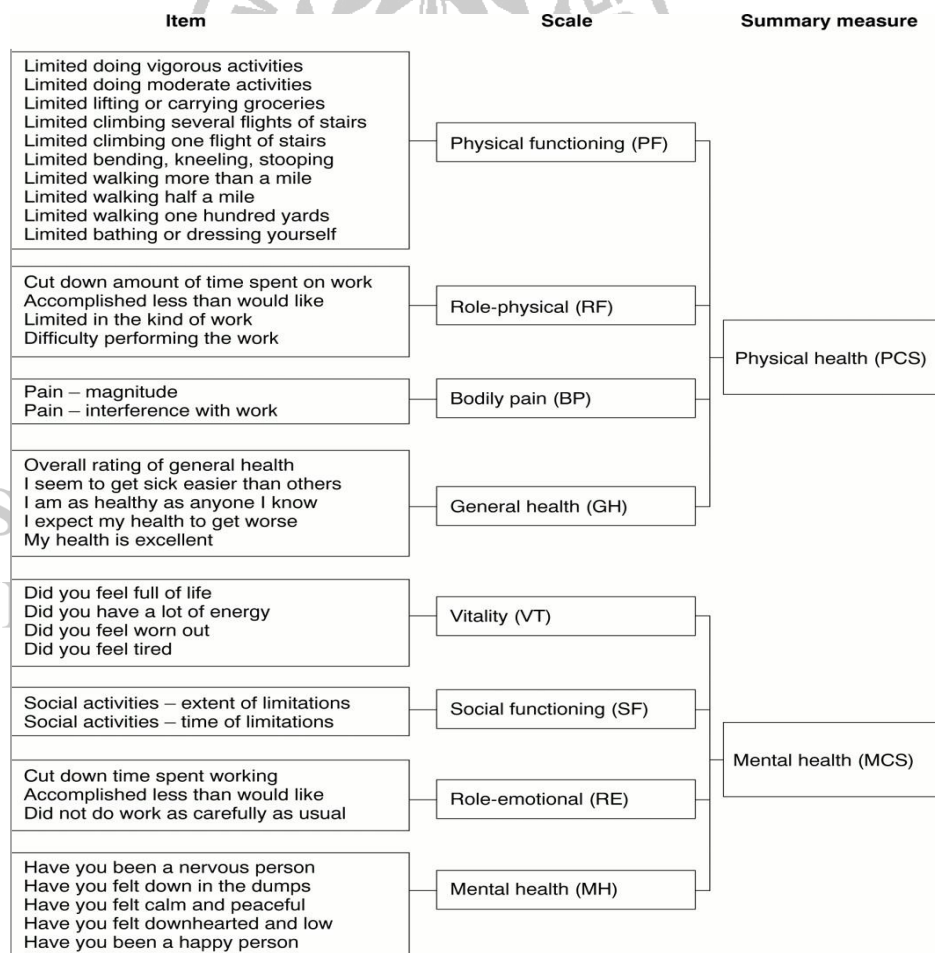 Item Scale Summary measure
Limited doing vigorous activities
Limited doing moderate activities
Limited lifting or carrying groceries
Limited climbing several flights of stairs
Limited climbing one flight of stairs
Limited bending, kneeling, stooping
Limited walking more than a mile
Limited walking half a mile
Limited walking one hundred yards
Limited bathing or dressing yourself
Physical functioning (PF)
Cut down amount of time spent on work
Accomplished less than would like
Limited in the kind of work
Difficulty performing the work
Role-physical (RF)
Pain – magnitude
Pain – interference with work
Bodily pain (BP)
Overall rating of general health
I seem to get sick easier than others
I am as healthy as anyone I know
I expect my health to get worse
My health is excellent
General health (GH)
Physical health (PCS)
Did you feel full of life
Did you have a lot of energy
Did you feel worn out
Did you feel tired
Vitality (VT)
Social activities – extent of limitations
Social activities – time of limitations
Social functioning (SF)
Cut down time spent working
Accomplished less than would like
Did not do work as carefully as usual
Role-emotional (RE)
Have you been a nervous person
Have you felt down in the dumps
Have you felt calm and peaceful
Have you felt downhearted and low
Have you been a happy person
Mental health (MH)
Mental health (MCS)